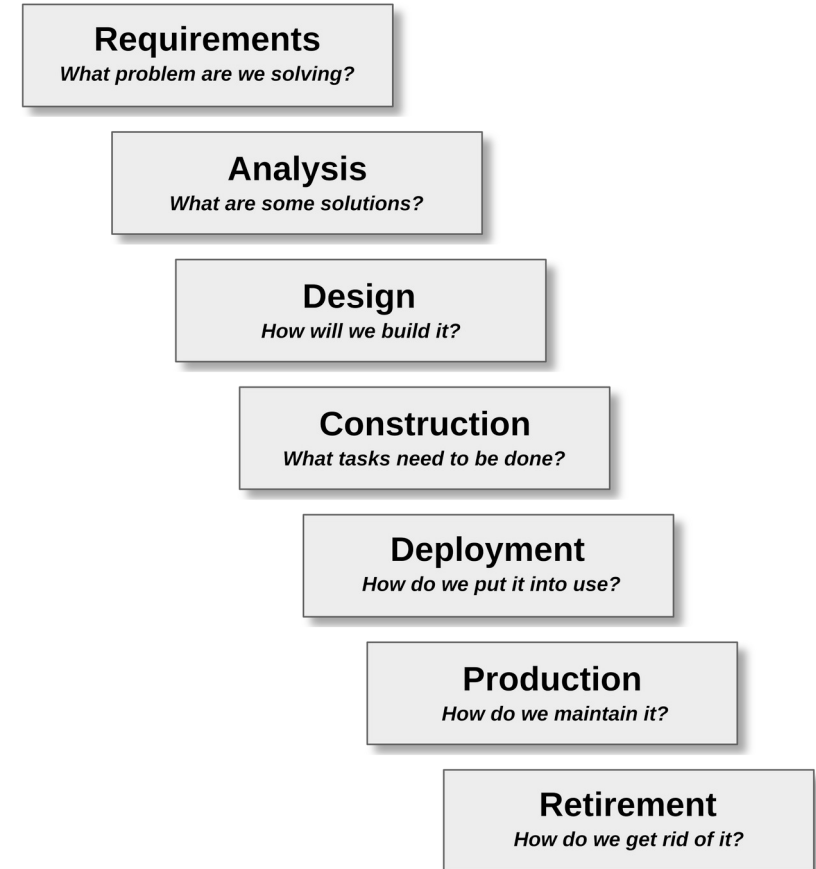 Requirements
What problem are we solving?
Analysis
What are some solutions?
Design
How will we build it?
Construction
What tasks need to be done?
Deployment
How do we put it into use?
Production
How do we maintain it?
Retirement
How do we get rid of it?